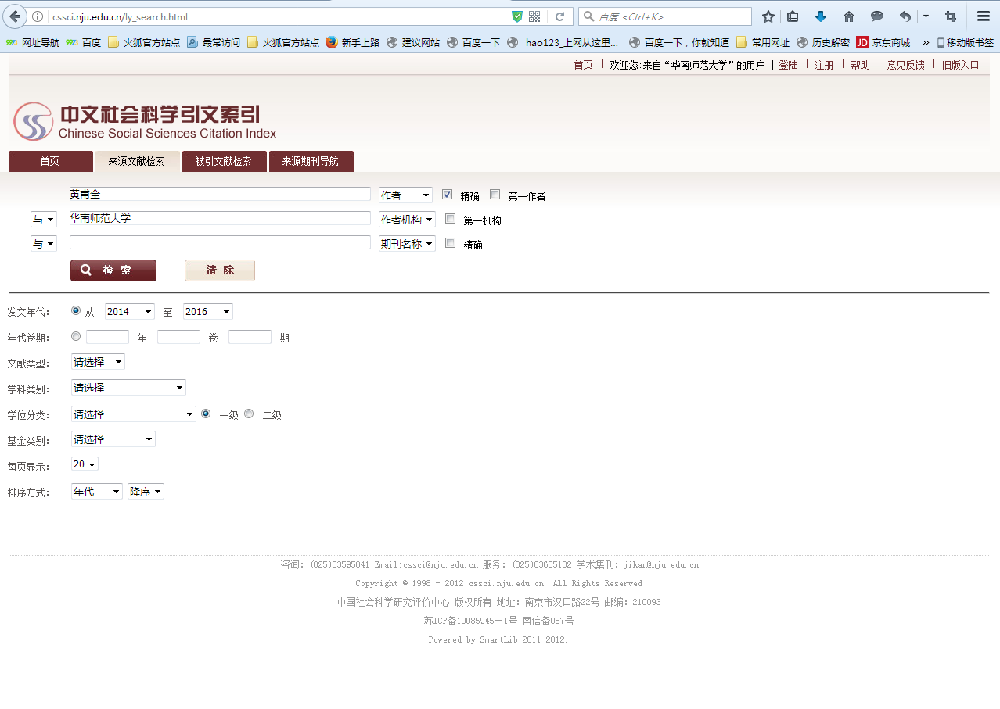 cssci.nju.edu.cn/ly_search.html
百度 <Ctrl+K>
网址导航 百度 火狐官方站点 最常访问 火狐官方站点 新手上路 建议网站 百度一下 hao123_上网从这里... 百度一下，你就知道 常用网址 历史解密 JD 京东商城 » 移动版书签
首页 | 欢迎您:来自“华南师范大学”的用户 | 登陆 | 注册 | 帮助 | 意见反馈 | 旧版入口
中文社会科学引文索引
Chinese Social Sciences Citation Index
首页 来源文献检索 被引文献检索 来源期刊导航
黄甫全 作者 精确 第一作者
与 华南师范大学 作者机构 第一机构
与 期刊名称 精确
检 索 清 除
发文年代： 从 2014 至 2016
年代卷期： 年 卷 期
文献类型： 请选择
学科类别： 请选择
学位分类： 请选择 一级 二级
基金类别： 请选择
每页显示： 20
排序方式： 年代 降序
咨询：(025)83595841 Email:cssci@nju.edu.cn 服务：(025)83685102 学术集刊：jikan@nju.edu.cn
Copyright © 1998 - 2012 cssci.nju.edu.cn. All Rights Reserved
中国社会科学研究评价中心 版权所有 地址：南京市汉口路22号 邮编：210093
苏ICP备10085945－1号 南信备087号
Powered by SmartLib 2011-2012.